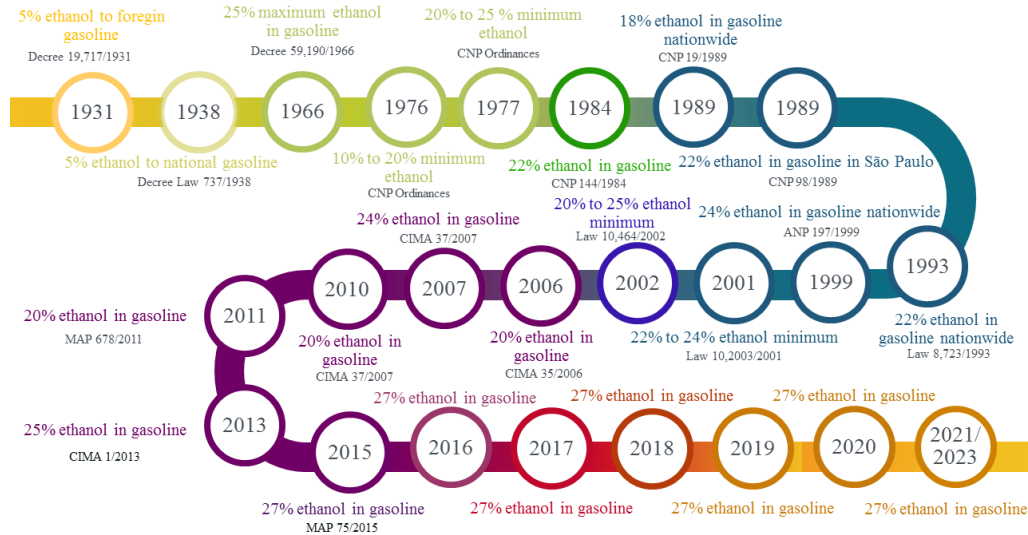 5% ethanol to foregin
gasoline
Decree 19,717/1931
25% maximum ethanol
in gasoline
Decree 59,190/1966
20% to 25 % minimum
ethanol
CNP Ordinances
18% ethanol in gasoline
nationwide
CNP 19/1989
1931
1938
1966
1976
1977
1984
1989
1989
5% ethanol to national gasoline
Decree Law 737/1938
10% to 20% minimum
ethanol
CNP Ordinances
22% ethanol in gasoline
CNP 144/1984
22% ethanol in gasoline in São Paulo
CNP 98/1989
24% ethanol in gasoline
CIMA 37/2007
20% to 25% ethanol
minimum
Law 10,464/2002
24% ethanol in gasoline nationwide
ANP 197/1999
1993
22% ethanol in
gasoline nationwide
Law 8,723/1993
2010
2007
2006
2002
2001
1999
20% ethanol in
gasoline
CIMA 37/2007
20% ethanol in
gasoline
CIMA 35/2006
22% to 24% ethanol minimum
Law 10,2003/2001
2011
20% ethanol in gasoline
MAP 678/2011
2013
25% ethanol in gasoline
CIMA 1/2013
27% ethanol in gasoline
27% ethanol in gasoline
27% ethanol in gasoline
2015
2016
2017
2018
2019
2020
2021/
2023
27% ethanol in gasoline
MAP 75/2015
27% ethanol in gasoline
27% ethanol in gasoline
27% ethanol in gasoline